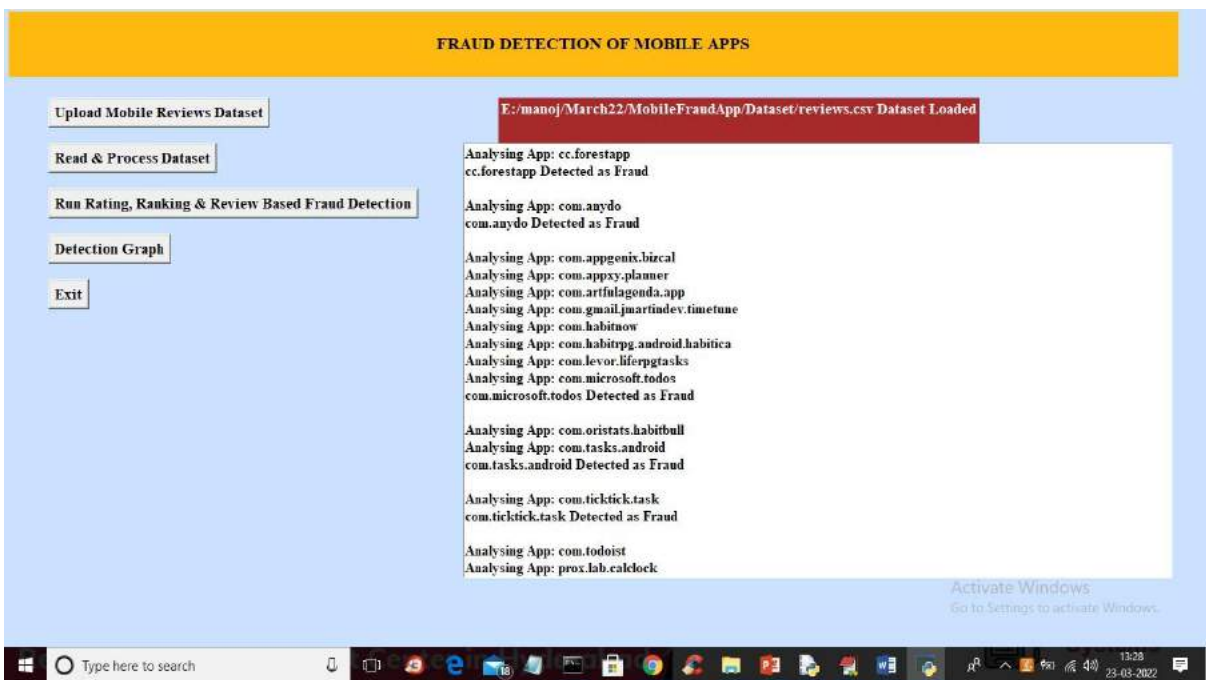 FRAUD DETECTION OF MOBILE APPS
Upload Mobile Reviews Dataset
Read & Process Dataset
Run Rating, Ranking & Review Based Fraud Detection
Detection Graph
Exit
E:/manoj/March22/MobileFraudApp/Dataset/reviews.csv Dataset Loaded
Analysing App: cc.forestapp
cc.forestapp Detected as Fraud
Analysing App: com.anydo
com.anydo Detected as Fraud
Analysing App: com.appgenix.bizcal
Analysing App: com.appxy.planner
Analysing App: com.artfulagenda.app
Analysing App: com.gmail.jmartindev.timetune
Analysing App: com.habitnow
Analysing App: com.habitrpg.android.habitica
Analysing App: com.levor.liferpgtasks
Analysing App: com.microsoft.todos
com.microsoft.todos Detected as Fraud
Analysing App: com.oristats.habitbull
Analysing App: com.tasks.android
com.tasks.android Detected as Fraud
Analysing App: com.ticktick.task
com.ticktick.task Detected as Fraud
Analysing App: com.todoist
Analysing App: prox.lab.calclock
Activate Windows
Go to Settings to activate Windows.
Type here to search
18
13:28
23-03-2022